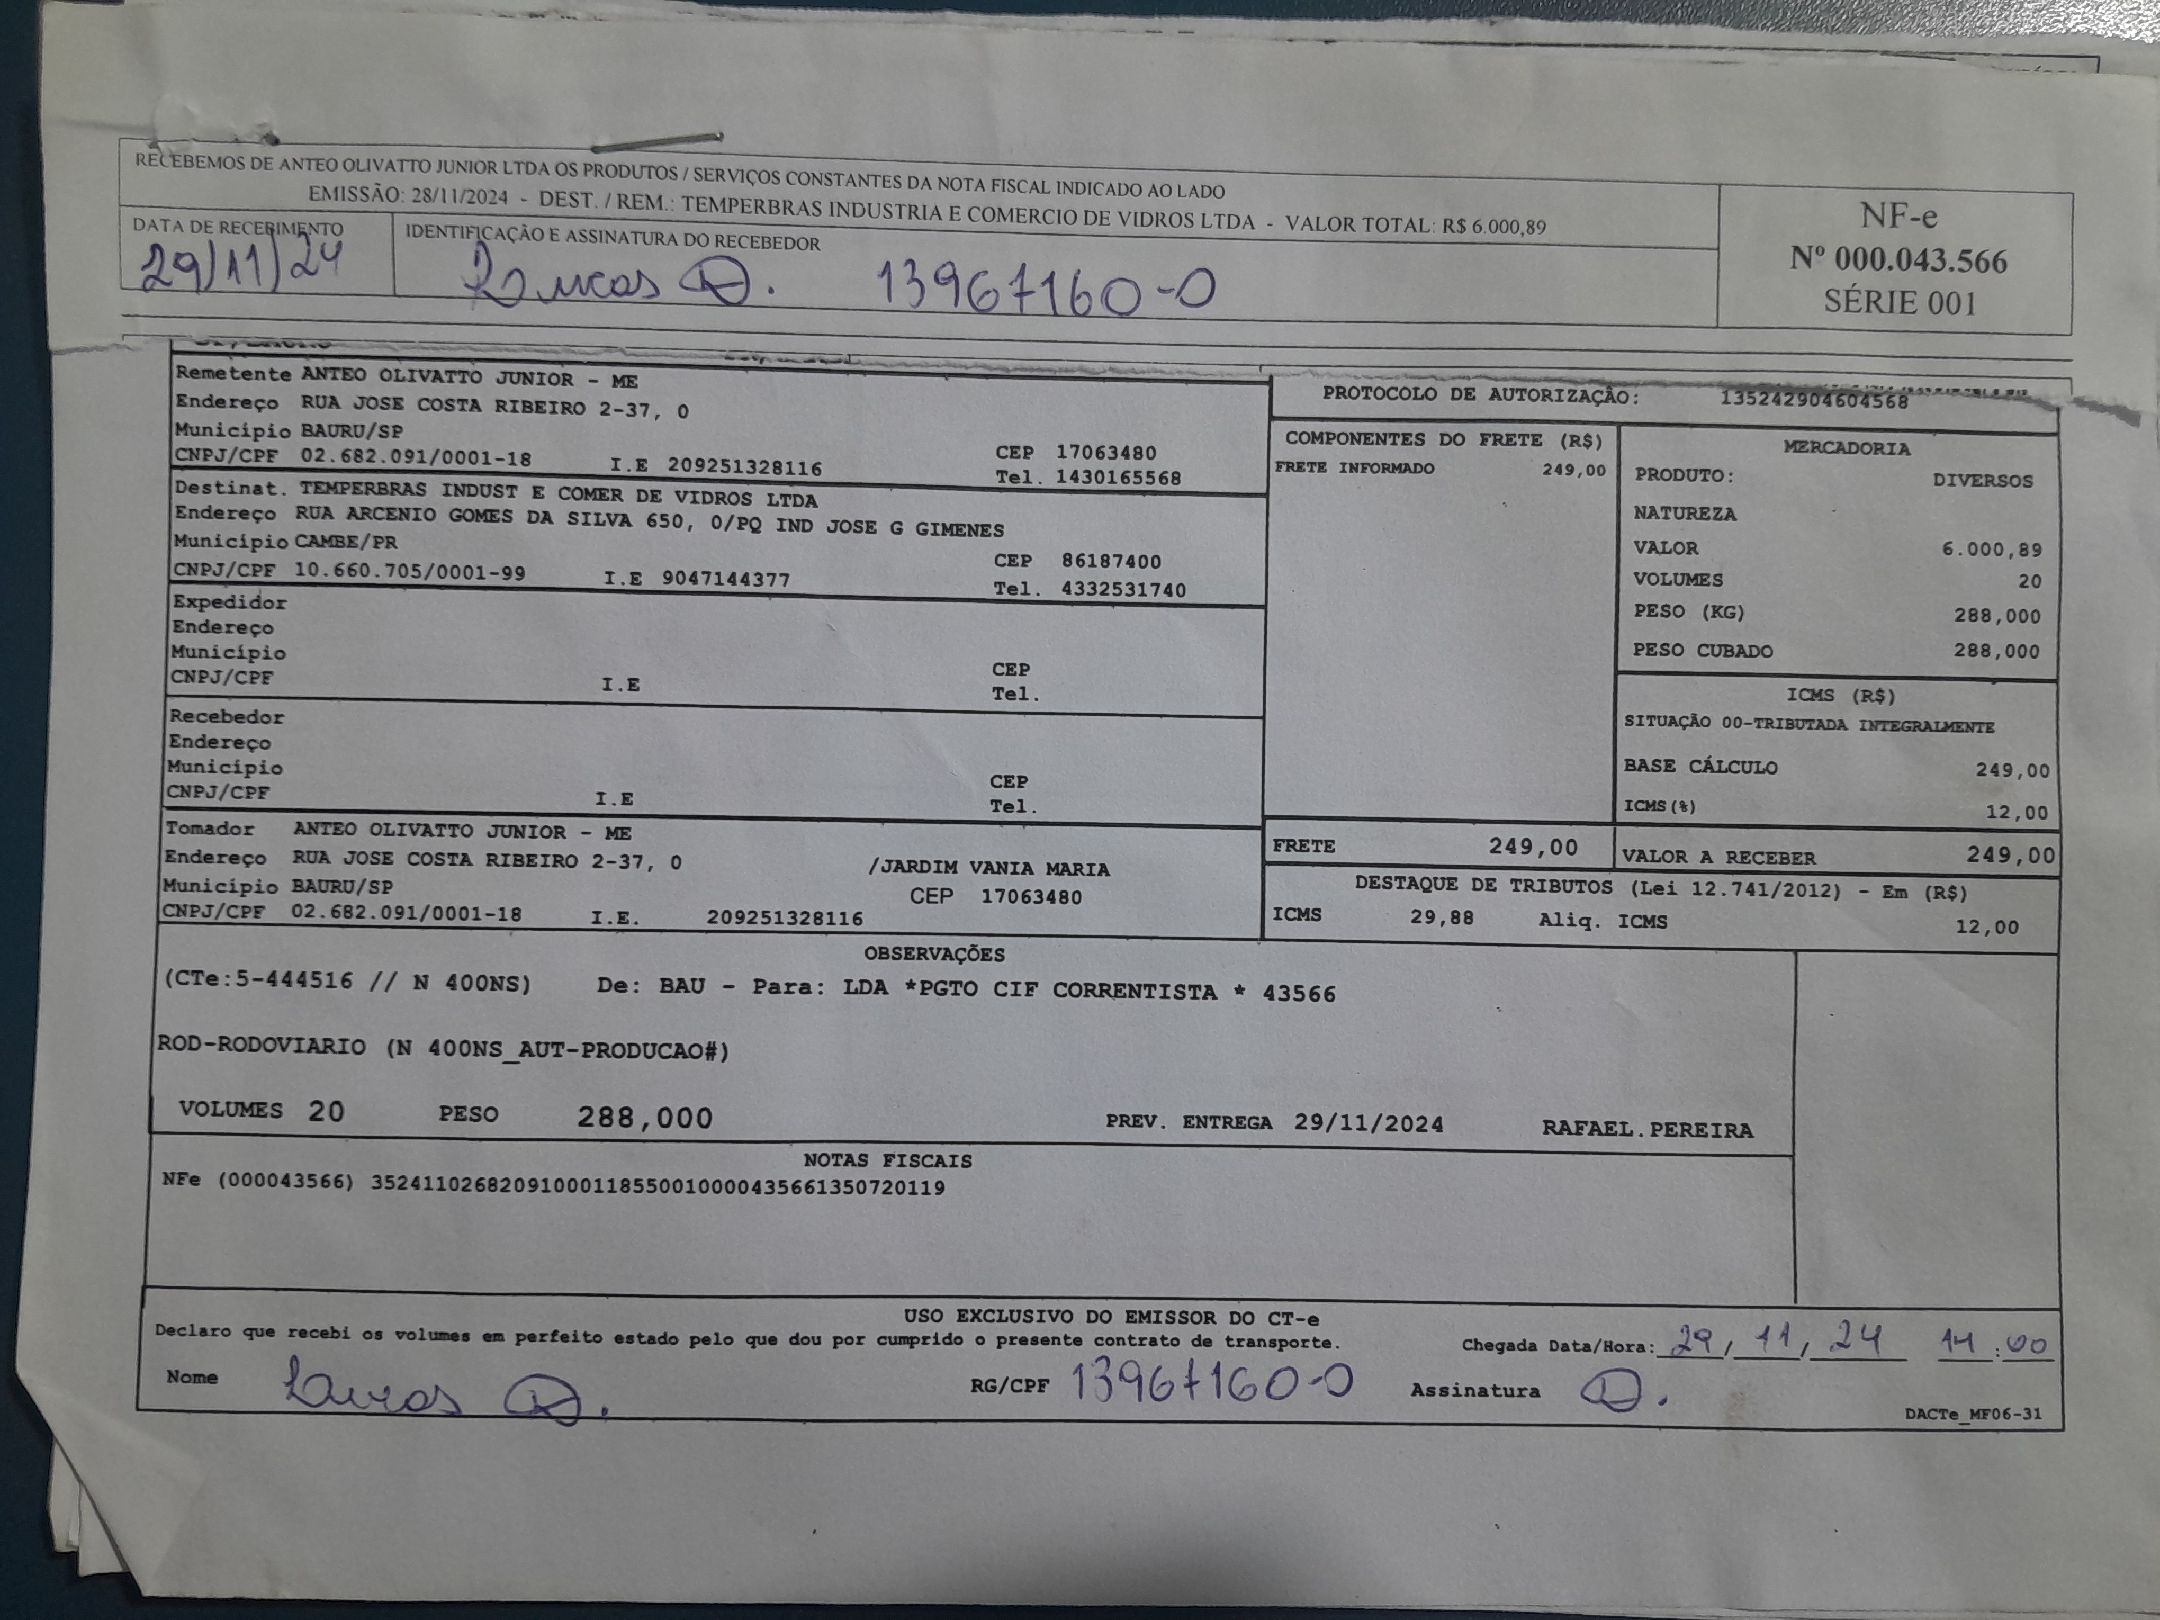 RECEBEMOS DE ANTEO OLIVATTO JUNIOR LTDA OS PRODUTOS / SERVIÇOS CONSTANTES DA NOTA FISCAL INDICADO AO LADO
EMISSÃO: 28/11/2024 - DEST. / REM.: TEMPERBRAS INDUSTRIA E COMERCIO DE VIDROS LTDA - VALOR TOTAL: R$ 6.000,89
DATA DE RECEBIMENTO
29/11/24
IDENTIFICAÇÃO E ASSINATURA DO RECEBEDOR
Lucas D. 13967160-0
NF-e
Nº 000.043.566
SÉRIE 001
Remetente ANTEO OLIVATTO JUNIOR - ME
Endereço RUA JOSE COSTA RIBEIRO 2-37, 0
Município BAURU/SP CEP 17063480
CNPJ/CPF 02.682.091/0001-18 I.E 209251328116 Tel. 1430165568
Destinat. TEMPERBRAS INDUST E COMER DE VIDROS LTDA
Endereço RUA ARCENIO GOMES DA SILVA 650, 0/PQ IND JOSE G GIMENES
Município CAMBE/PR CEP 86187400
CNPJ/CPF 10.660.705/0001-99 I.E 9047144377 Tel. 4332531740
Expedidor
Endereço
Município CEP
CNPJ/CPF I.E Tel.
Recebedor
Endereço
Município CEP
CNPJ/CPF I.E Tel.
Tomador ANTEO OLIVATTO JUNIOR - ME
Endereço RUA JOSE COSTA RIBEIRO 2-37, 0 /JARDIM VANIA MARIA
Município BAURU/SP CEP 17063480
CNPJ/CPF 02.682.091/0001-18 I.E. 209251328116
PROTOCOLO DE AUTORIZAÇÃO: 135242904604568
COMPONENTES DO FRETE (R$)
FRETE INFORMADO 249,00
MERCADORIA
PRODUTO: DIVERSOS
NATUREZA
VALOR 6.000,89
VOLUMES 20
PESO (KG) 288,000
PESO CUBADO 288,000
ICMS (R$)
SITUAÇÃO 00-TRIBUTADA INTEGRALMENTE
BASE CÁLCULO 249,00
ICMS(%) 12,00
FRETE 249,00 VALOR A RECEBER 249,00
DESTAQUE DE TRIBUTOS (Lei 12.741/2012) - Em (R$)
ICMS 29,88 Aliq. ICMS 12,00
OBSERVAÇÕES
(CTe:5-444516 // N 400NS) De: BAU - Para: LDA *PGTO CIF CORRENTISTA * 43566
ROD-RODOVIARIO (N 400NS_AUT-PRODUCAO#)
VOLUMES 20 PESO 288,000 PREV. ENTREGA 29/11/2024 RAFAEL.PEREIRA
NOTAS FISCAIS
NFe (000043566) 35241102682091000118550010000435661350720119
USO EXCLUSIVO DO EMISSOR DO CT-e
Declaro que recebi os volumes em perfeito estado pelo que dou por cumprido o presente contrato de transporte. Chegada Data/Hora: 29/11/24 14:00
Nome Lucas D. RG/CPF 13967160-0 Assinatura D.
DACTe_MF06-31